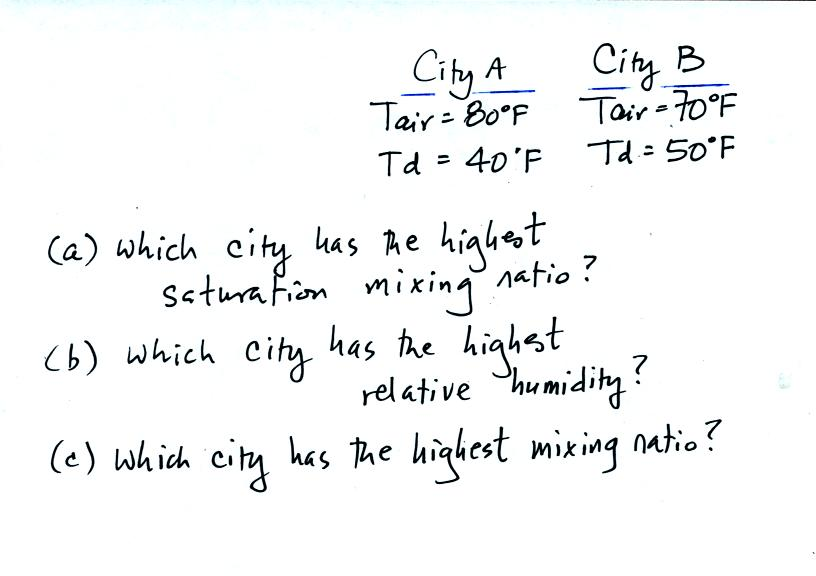 City A City B
Tair = 80°F Tair = 70°F
Td = 40°F Td = 50°F
(a) which city has the highest
saturation mixing ratio?
(b) which city has the highest
relative humidity?
(c) which city has the highest mixing ratio?